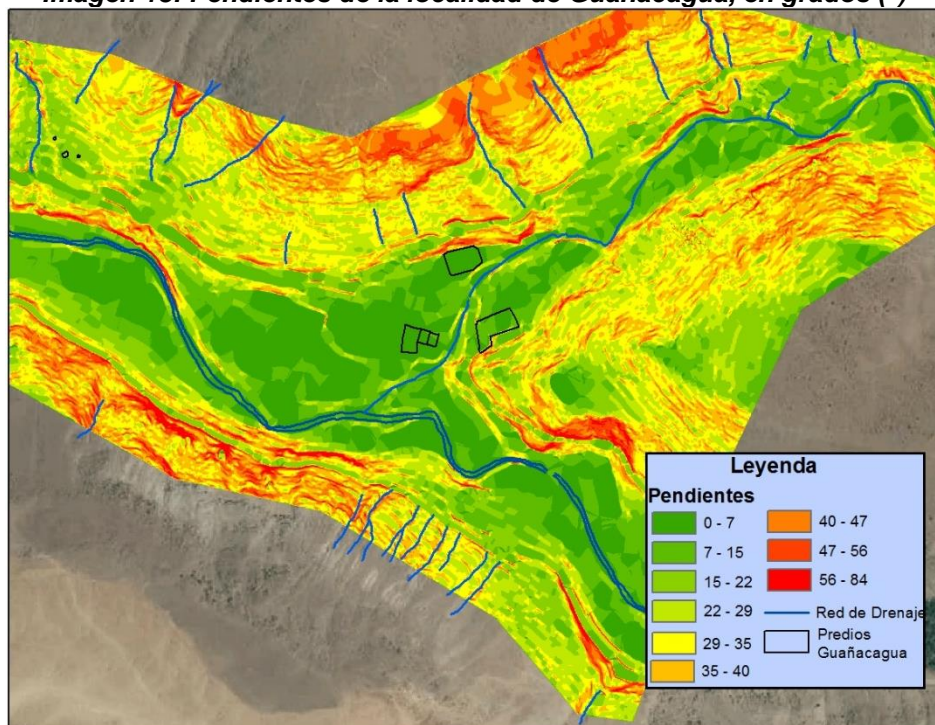 Imagen 13. Pendientes de la localidad de Guañacagua, en grados (°)
Leyenda
Pendientes
0 - 7
7 - 15
15 - 22
22 - 29
29 - 35
35 - 40
40 - 47
47 - 56
56 - 84
Red de Drenaje
Predios
Guañacagua